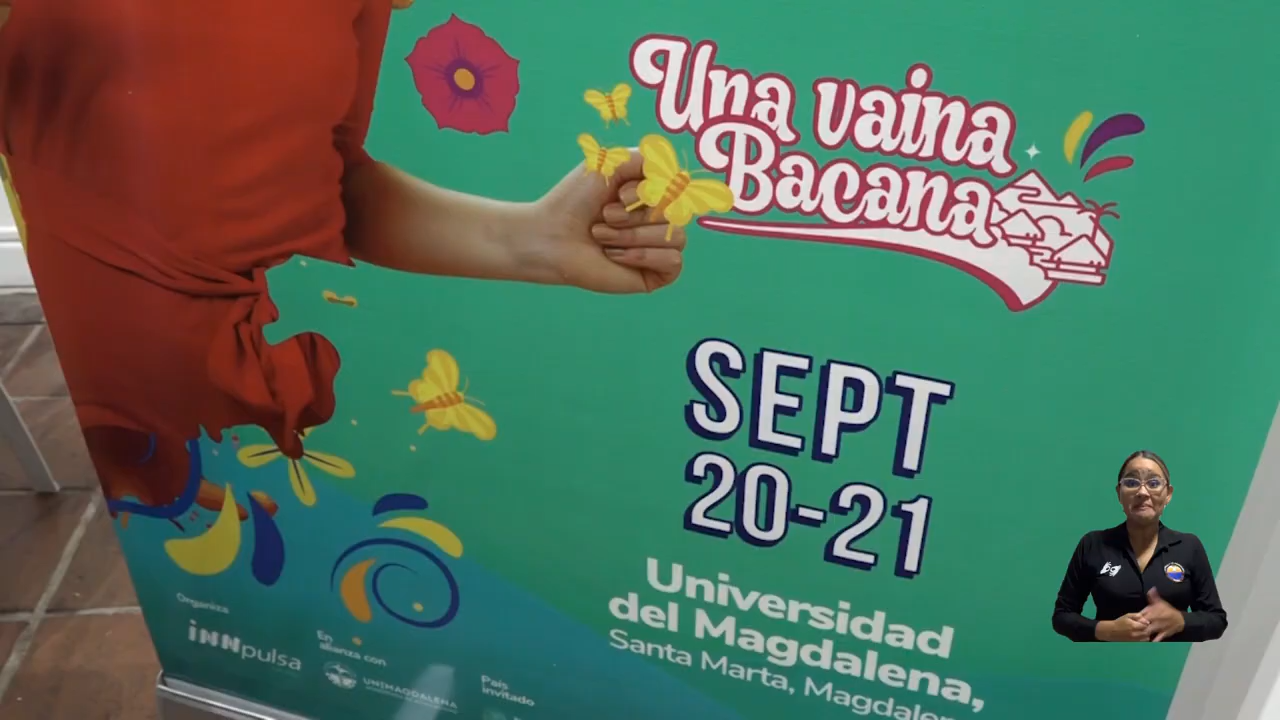 Una vaina
Bacana
SEPT
20-21
Universidad
del Magdalena,
Santa Marta, Magdalen
Organiza
iNNpulsa
En
alianza con
UNIMAGDALENA
País
invitado